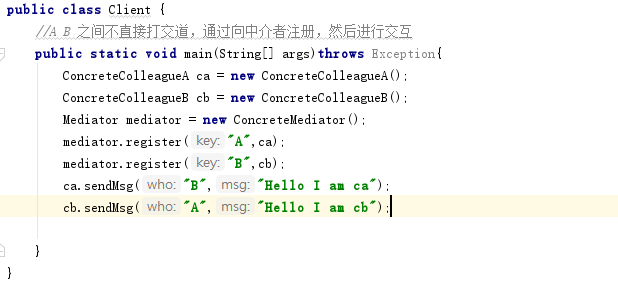 public class Client {
//A B 之间不直接打交道，通过向中介者注册，然后进行交互
public static void main(String[] args)throws Exception{
ConcreteColleagueA ca = new ConcreteColleagueA();
ConcreteColleagueB cb = new ConcreteColleagueB();
Mediator mediator = new ConcreteMediator();
mediator.register( key: "A",ca);
mediator.register( key: "B",cb);
ca.sendMsg( who: "B", msg: "Hello I am ca");
cb.sendMsg( who: "A", msg: "Hello I am cb");
}
}